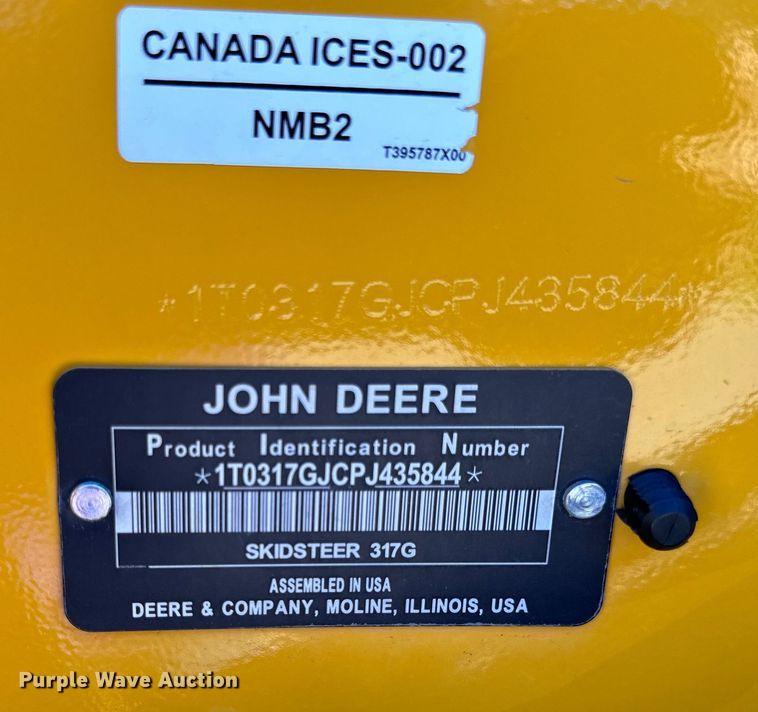 CANADA ICES-002
NMB2
T395787X00
*1T0317GJCPJ435844*
JOHN DEERE
Product Identification Number
*1T0317GJCPJ435844*
SKIDSTEER 317G
ASSEMBLED IN USA
DEERE & COMPANY, MOLINE, ILLINOIS, USA
Purple Wave Auction